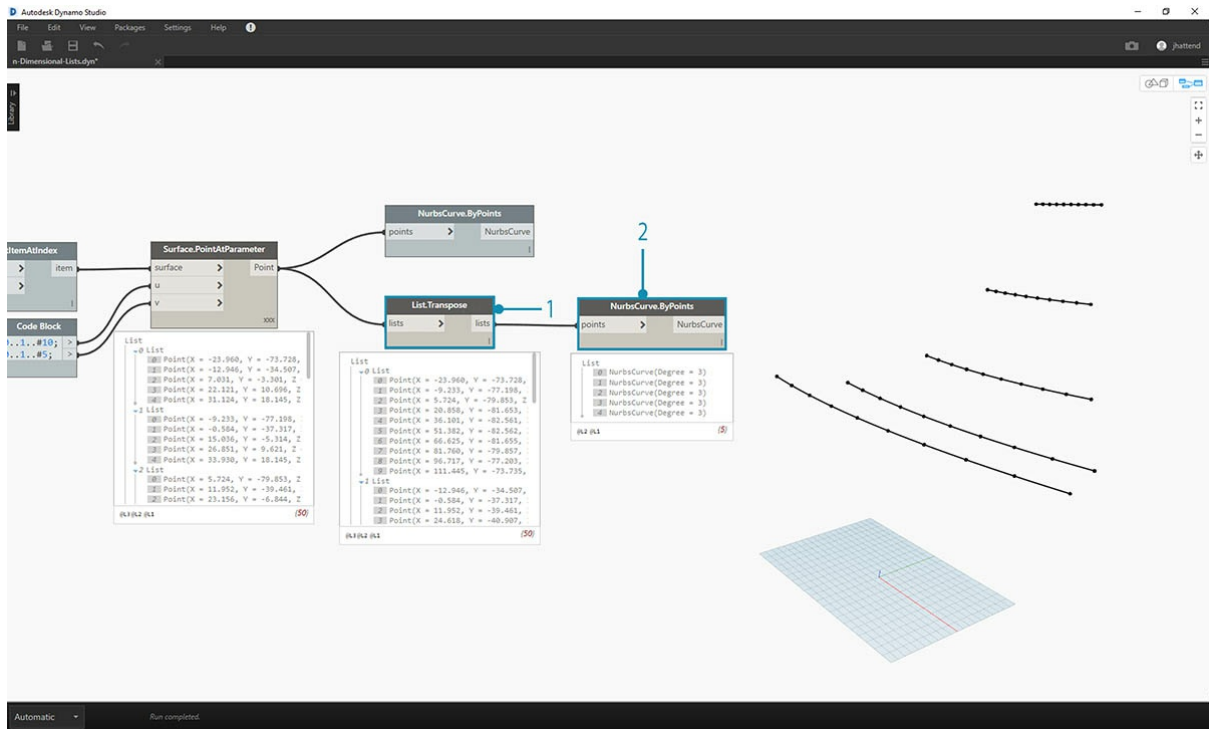 Autodesk Dynamo Studio
File Edit View Packages Settings Help
jhattend
n-Dimensional-Lists.dyn*
Library
tItemAtIndex
item
Code Block
0..1..#10;
0..1..#5;
Surface.PointAtParameter
surface > Point
u >
v >
XXX
List
0 List
0 Point(X = -23.960, Y = -73.728,
1 Point(X = -12.946, Y = -34.507,
2 Point(X = 7.031, Y = -3.301, Z
3 Point(X = 22.121, Y = 10.696, Z
4 Point(X = 31.124, Y = 18.145, Z
1 List
0 Point(X = -9.233, Y = -77.198,
1 Point(X = -0.584, Y = -37.317,
2 Point(X = 15.036, Y = -5.314, Z
3 Point(X = 26.851, Y = 9.621, Z
4 Point(X = 33.930, Y = 18.145, Z
2 List
0 Point(X = 5.724, Y = -79.853, Z
1 Point(X = 11.952, Y = -39.461,
2 Point(X = 23.156, Y = -6.844, Z
@L3 @L2 @L1 {50}
NurbsCurve.ByPoints
points > NurbsCurve
List.Transpose
lists > lists
1
List
0 List
0 Point(X = -23.960, Y = -73.728,
1 Point(X = -9.233, Y = -77.198,
2 Point(X = 5.724, Y = -79.853, Z
3 Point(X = 20.858, Y = -81.653,
4 Point(X = 36.101, Y = -82.561,
5 Point(X = 51.382, Y = -82.562,
6 Point(X = 66.625, Y = -81.655,
7 Point(X = 81.760, Y = -79.857,
8 Point(X = 96.717, Y = -77.203,
9 Point(X = 111.445, Y = -73.735,
1 List
0 Point(X = -12.946, Y = -34.507,
1 Point(X = -0.584, Y = -37.317,
2 Point(X = 11.952, Y = -39.461,
3 Point(X = 24.618, Y = -40.907,
@L3 @L2 @L1 {50}
2
NurbsCurve.ByPoints
points > NurbsCurve
List
0 NurbsCurve(Degree = 3)
1 NurbsCurve(Degree = 3)
2 NurbsCurve(Degree = 3)
3 NurbsCurve(Degree = 3)
4 NurbsCurve(Degree = 3)
@L2 @L1 {5}
Automatic
Run completed.